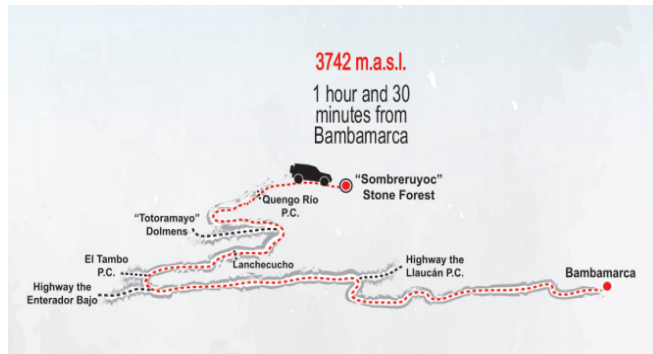 3742 m.a.s.l.
1 hour and 30
minutes from
Bambamarca
"Sombreruyoc"
Stone Forest
Quengo Río
P.C.
"Totoramayo"
Dolmens
Lanchecucho
El Tambo
P.C.
Highway the
Enterador Bajo
Highway the
Llaucán P.C.
Bambamarca